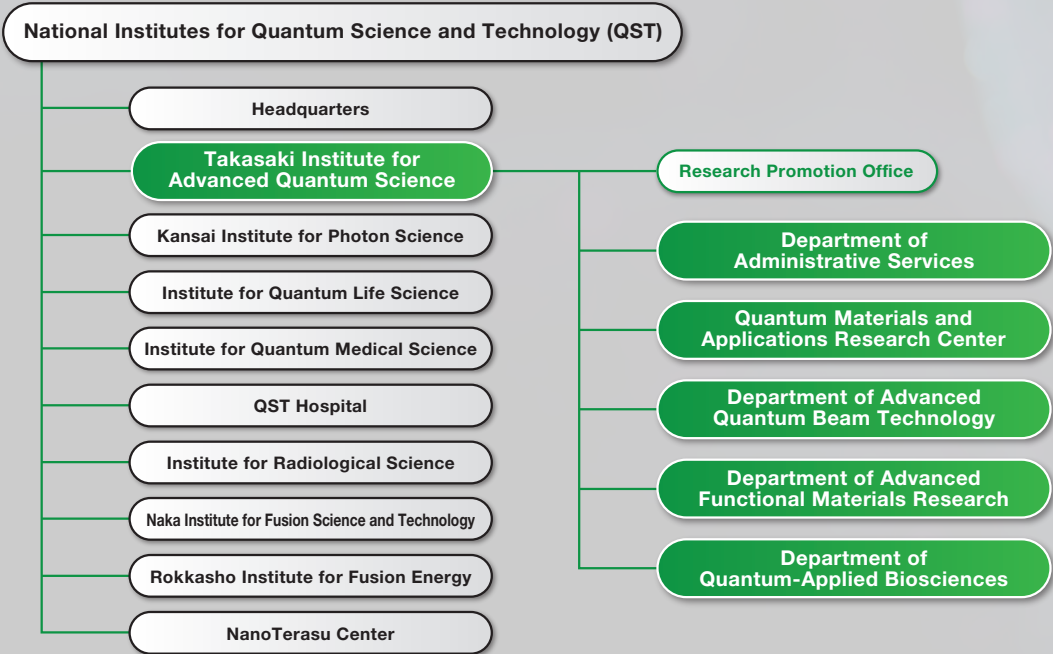 National Institutes for Quantum Science and Technology (QST)
Headquarters
Takasaki Institute for
Advanced Quantum Science
Kansai Institute for Photon Science
Institute for Quantum Life Science
Institute for Quantum Medical Science
QST Hospital
Institute for Radiological Science
Naka Institute for Fusion Science and Technology
Rokkasho Institute for Fusion Energy
NanoTerasu Center
Research Promotion Office
Department of
Administrative Services
Quantum Materials and
Applications Research Center
Department of Advanced
Quantum Beam Technology
Department of Advanced
Functional Materials Research
Department of
Quantum-Applied Biosciences